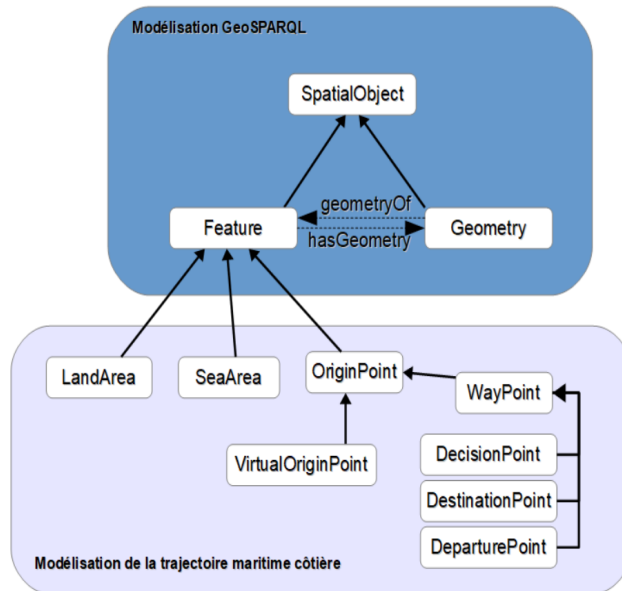 Modélisation GeoSPARQL
SpatialObject
geometryOf
Feature
Geometry
hasGeometry
LandArea
SeaArea
OriginPoint
WayPoint
VirtualOriginPoint
DecisionPoint
DestinationPoint
DeparturePoint
Modélisation de la trajectoire maritime côtière